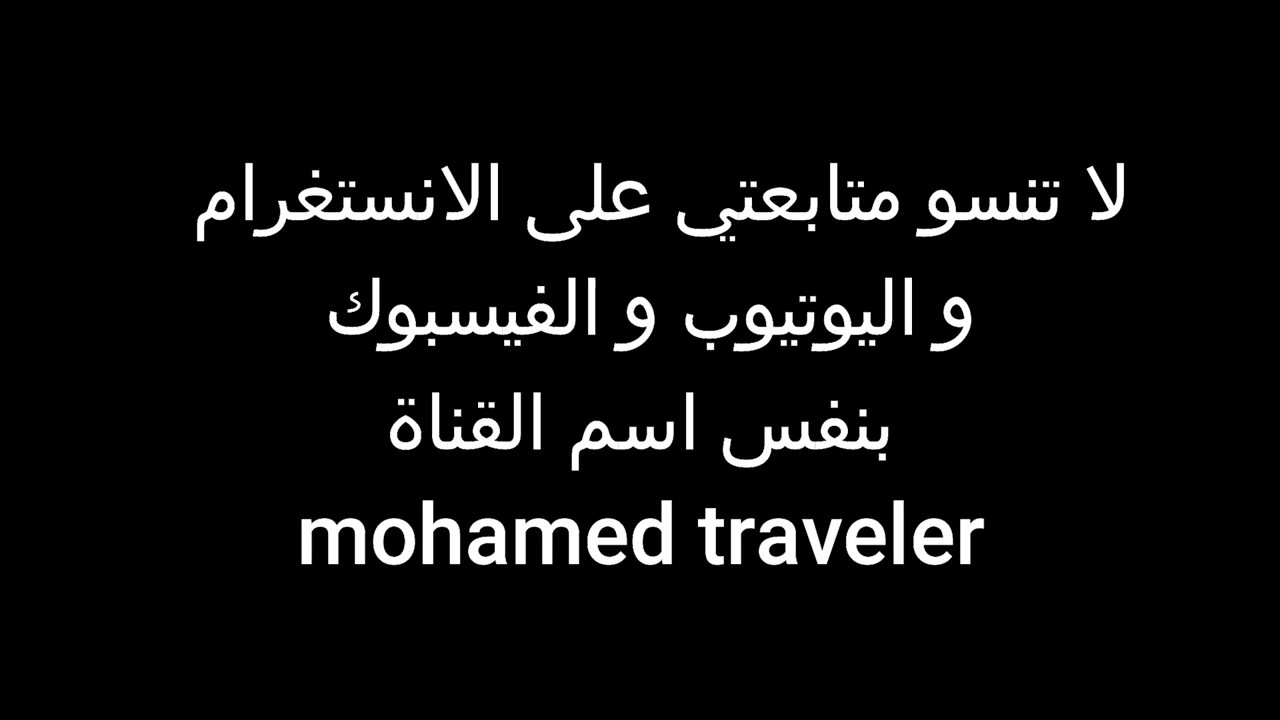 لا تنسو متابعتي على الانستغرام
و اليوتيوب و الفيسبوك
بنفس اسم القناة
mohamed traveler